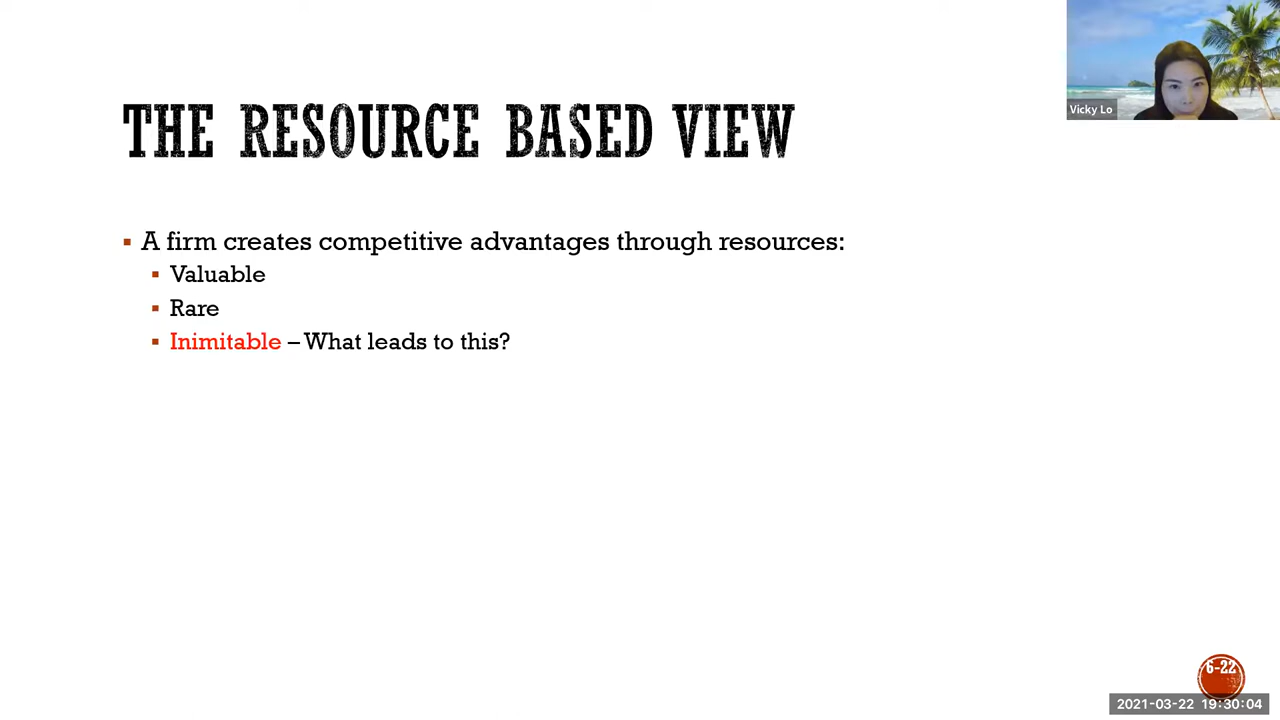 Vicky Lo
THE RESOURCE BASED VIEW
A firm creates competitive advantages through resources:
Valuable
Rare
Inimitable – What leads to this?
6-22
2021-03-22 19:30:04